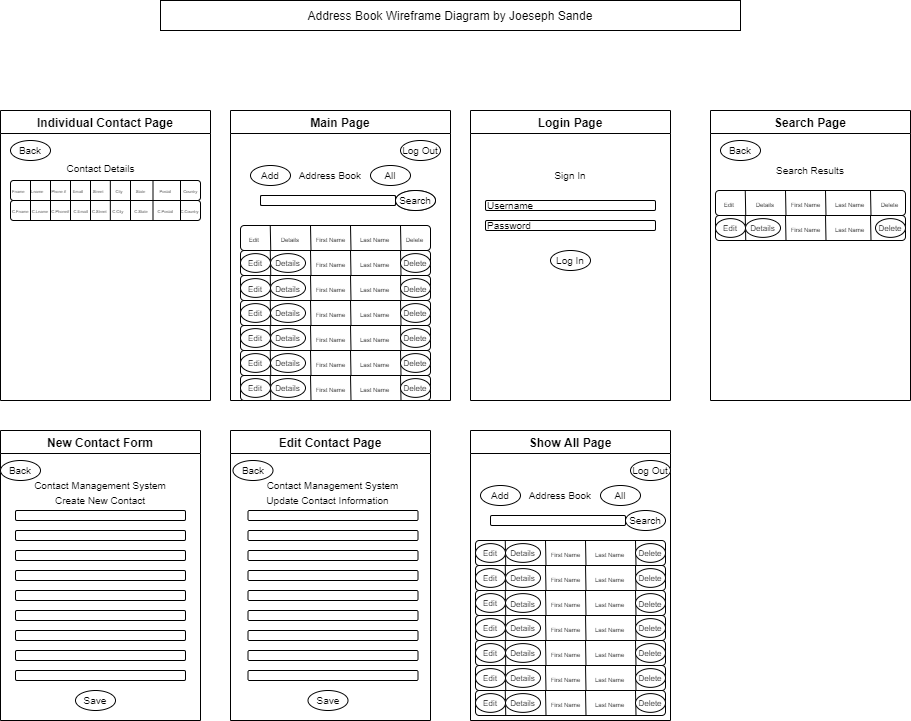 Address Book Wireframe Diagram by Joeseph Sande
Individual Contact Page
Back
Contact Details
Fname Lname Phone # Email Street City State Postal Country
C.Fname C.Lname C.Phone# C.Email C.Street C.City C.State C.Postal C.Country
Main Page
Log Out
Add Address Book All
Search
Edit Details First Name Last Name Delete
Edit Details First Name Last Name Delete
Edit Details First Name Last Name Delete
Edit Details First Name Last Name Delete
Edit Details First Name Last Name Delete
Edit Details First Name Last Name Delete
Edit Details First Name Last Name Delete
Login Page
Sign In
Username
Password
Log In
Search Page
Back
Search Results
Edit Details First Name Last Name Delete
Edit Details First Name Last Name Delete
New Contact Form
Back
Contact Management System
Create New Contact
Save
Edit Contact Page
Back
Contact Management System
Update Contact Information
Save
Show All Page
Log Out
Add Address Book All
Search
Edit Details First Name Last Name Delete
Edit Details First Name Last Name Delete
Edit Details First Name Last Name Delete
Edit Details First Name Last Name Delete
Edit Details First Name Last Name Delete
Edit Details First Name Last Name Delete
Edit Details First Name Last Name Delete